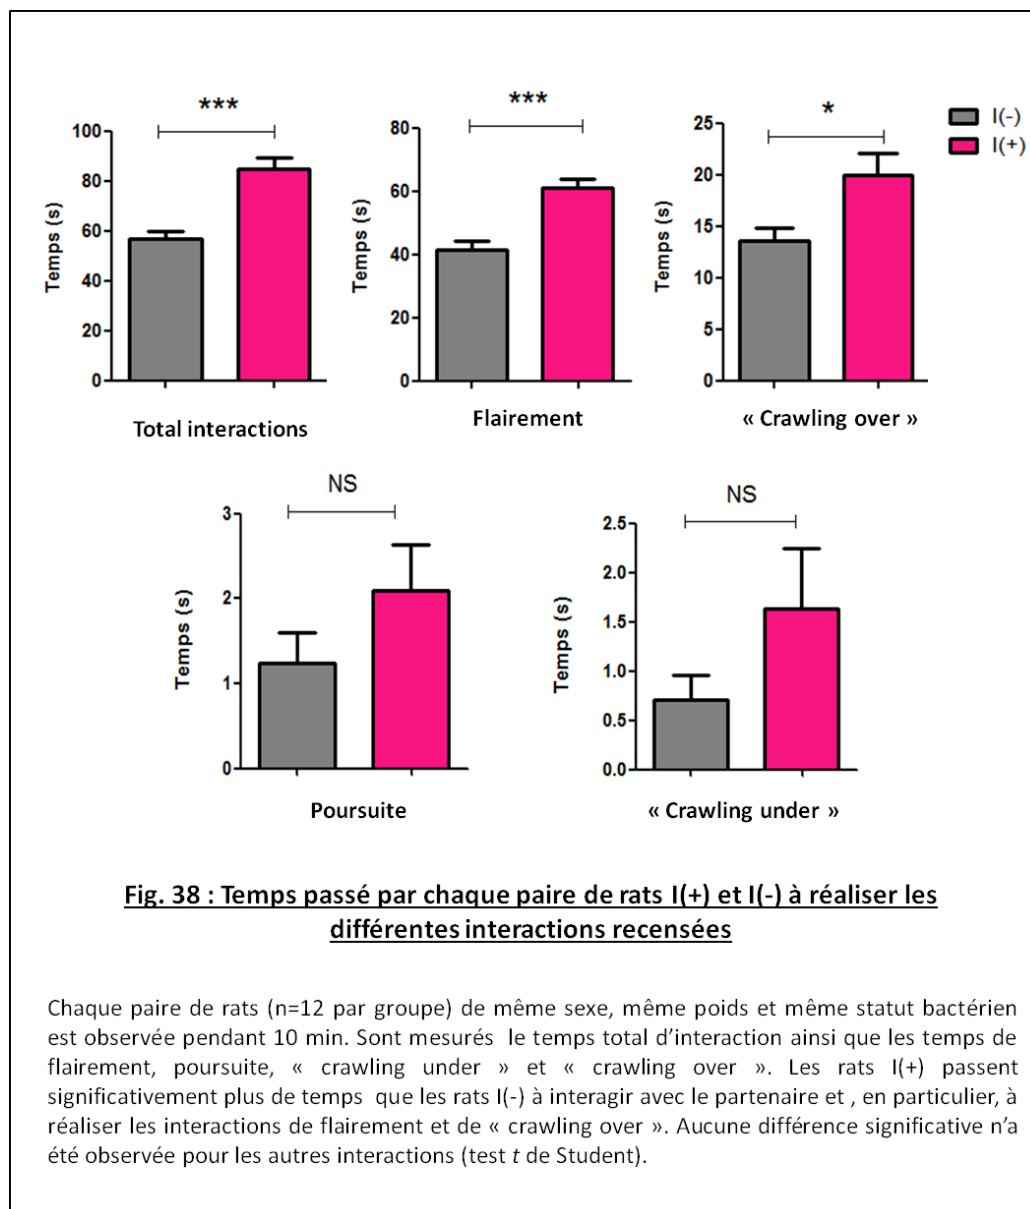 ***
***
*
I(-)
I(+)
Temps (s)
100
80
60
40
20
0
Total interactions
Temps (s)
80
60
40
20
0
Flairement
Temps (s)
25
20
15
10
5
0
« Crawling over »
NS
Temps (s)
3
2
1
0
Poursuite
NS
Temps (s)
2.5
2.0
1.5
1.0
0.5
0.0
« Crawling under »
Fig. 38 : Temps passé par chaque paire de rats I(+) et I(-) à réaliser les
différentes interactions recensées
Chaque paire de rats (n=12 par groupe) de même sexe, même poids et même statut bactérien
est observée pendant 10 min. Sont mesurés le temps total d’interaction ainsi que les temps de
flairement, poursuite, « crawling under » et « crawling over ». Les rats I(+) passent
significativement plus de temps que les rats I(-) à interagir avec le partenaire et , en particulier, à
réaliser les interactions de flairement et de « crawling over ». Aucune différence significative n’a
été observée pour les autres interactions (test t de Student).